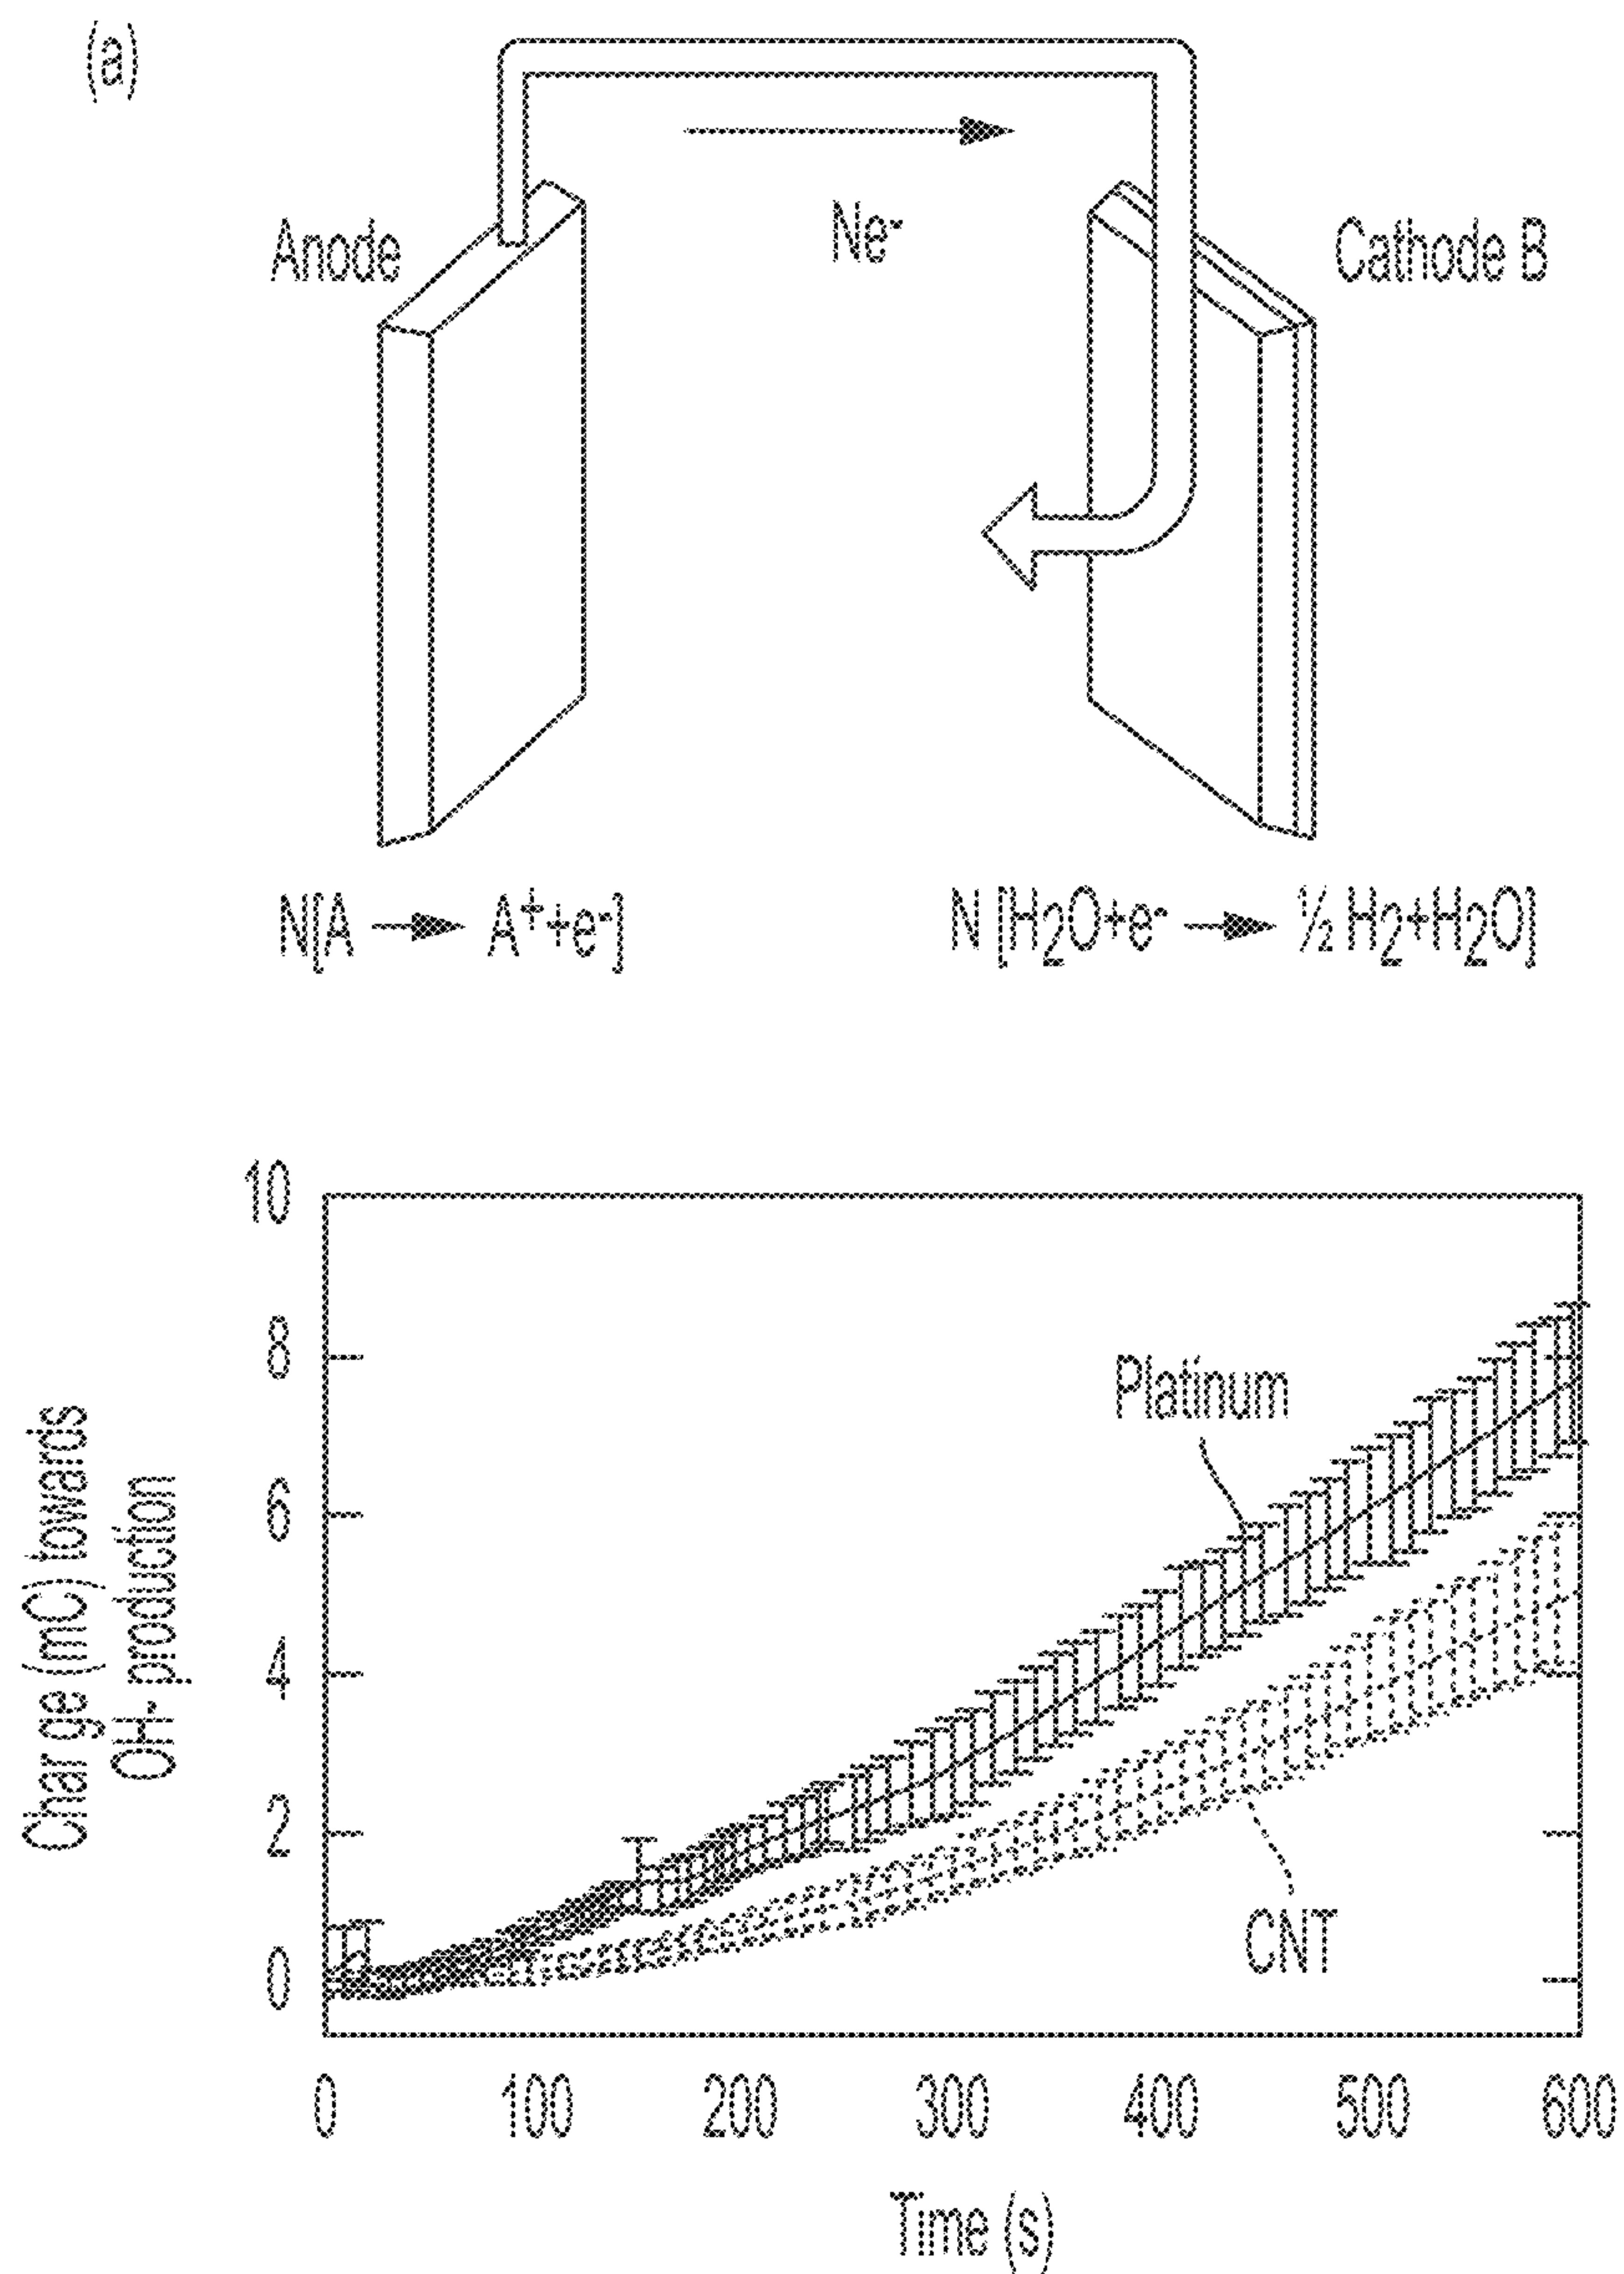 (a)
Anode
Ne-
Cathode B
N[A → A⁺+e-]
N [H₂O+e- → ½ H₂+H₂O]
Char ge (mC) towards
OH- production
10
8
6
4
2
0
Platinum
CNT
0 100 200 300 400 500 600
Time (s)